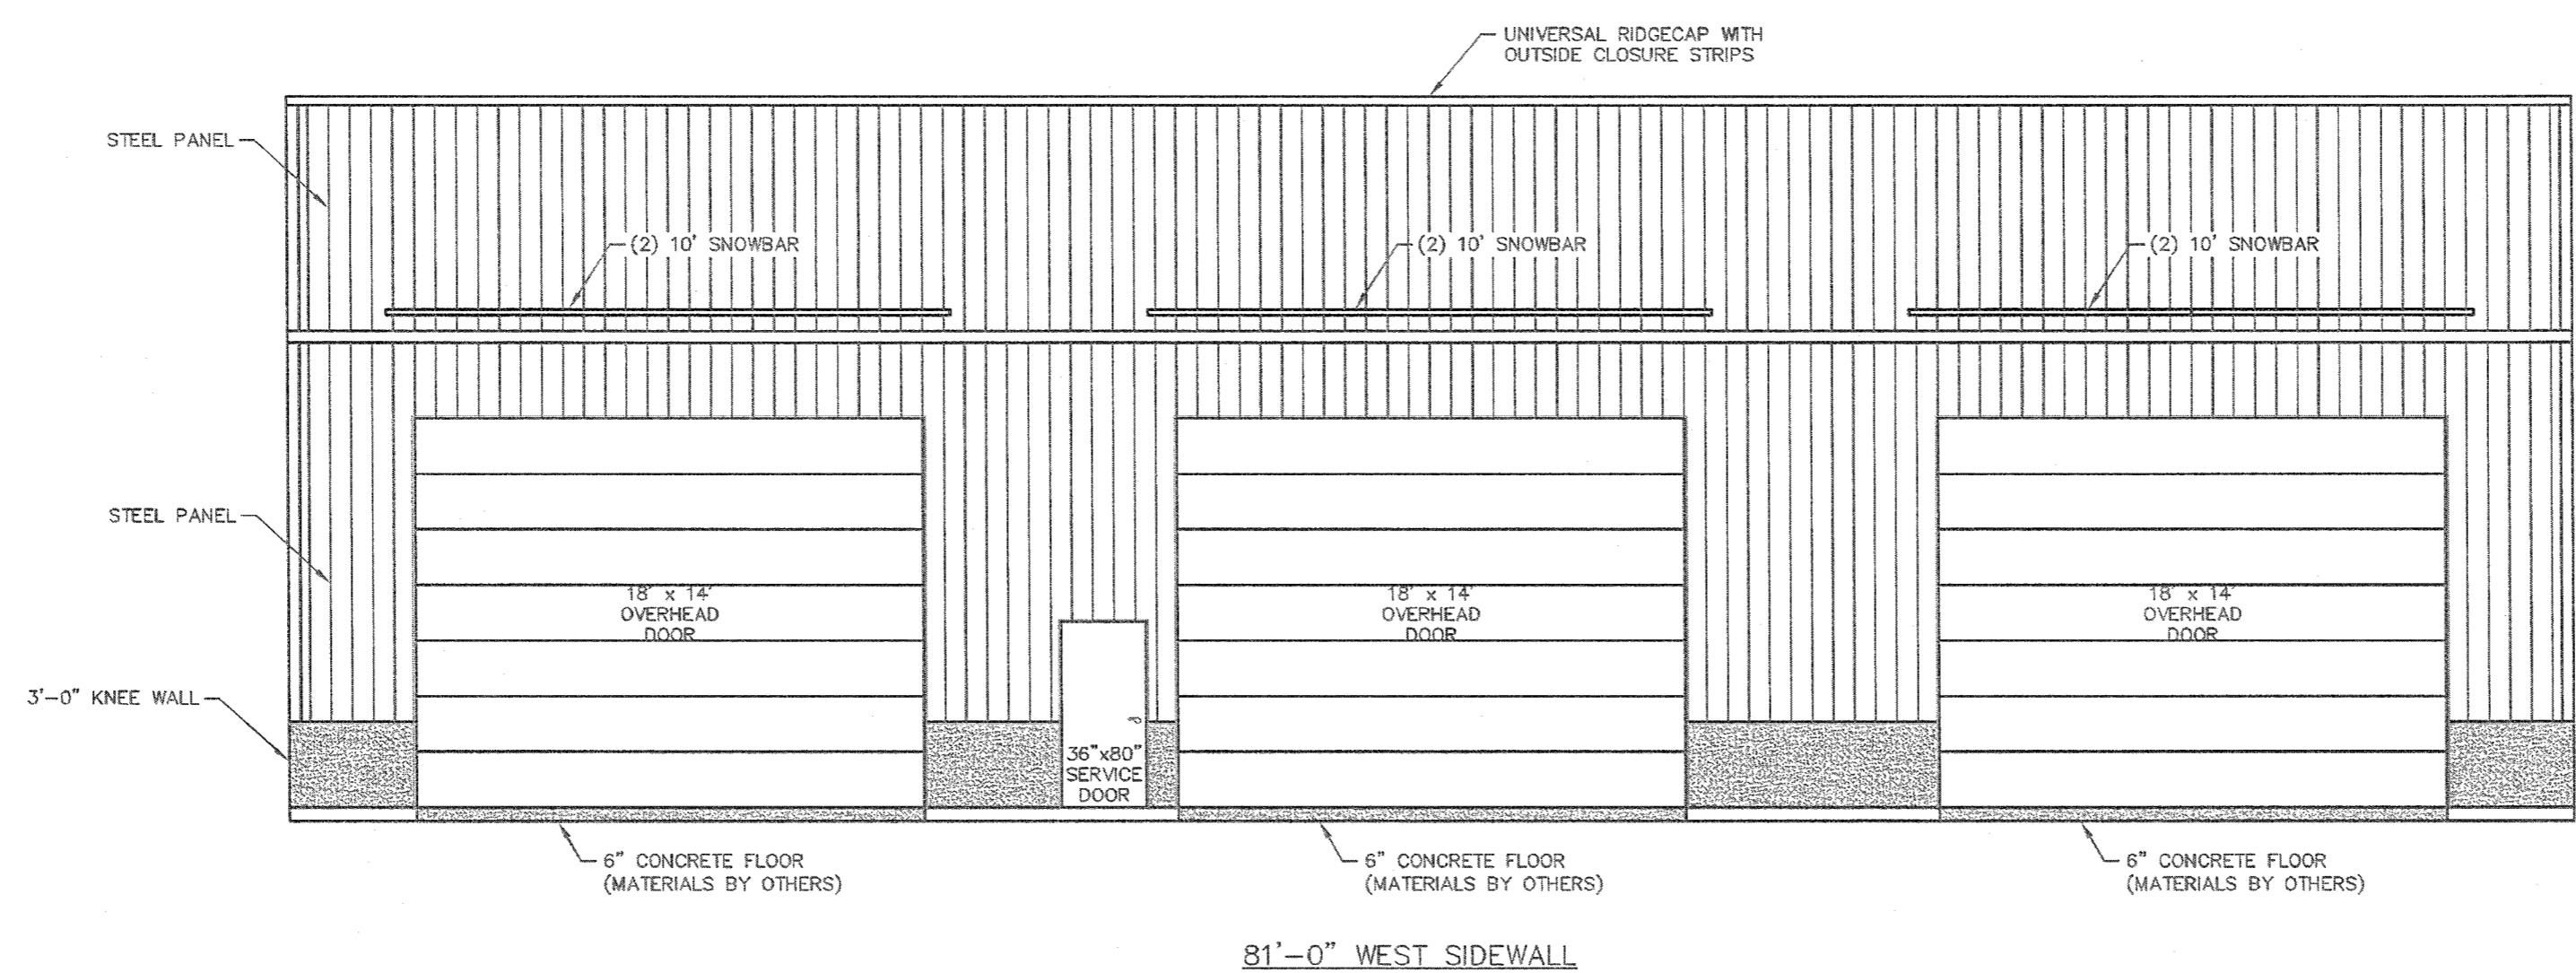 UNIVERSAL RIDGECAP WITH
OUTSIDE CLOSURE STRIPS
STEEL PANEL
(2) 10' SNOWBAR
(2) 10' SNOWBAR
(2) 10' SNOWBAR
STEEL PANEL
18' x 14'
OVERHEAD
DOOR
18' x 14'
OVERHEAD
DOOR
18' x 14'
OVERHEAD
DOOR
3'-0" KNEE WALL
36"x80"
SERVICE
DOOR
6" CONCRETE FLOOR
(MATERIALS BY OTHERS)
6" CONCRETE FLOOR
(MATERIALS BY OTHERS)
6" CONCRETE FLOOR
(MATERIALS BY OTHERS)
81'-0" WEST SIDEWALL